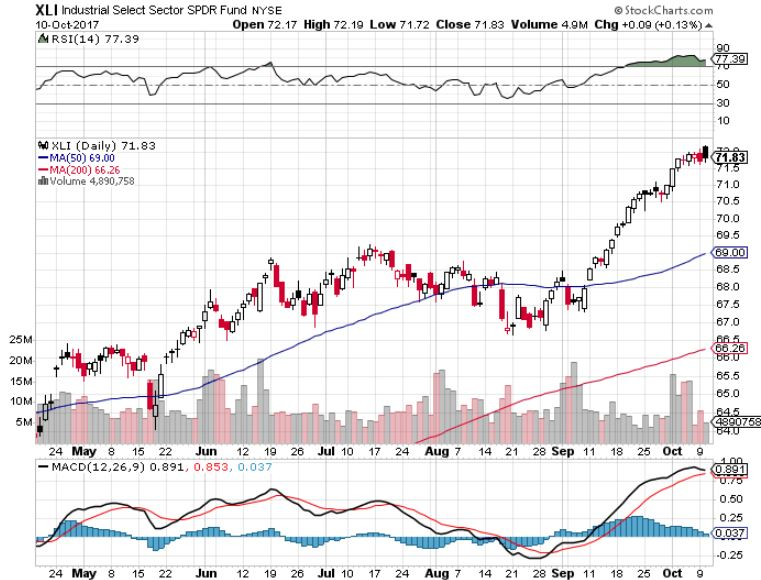 XLI Industrial Select Sector SPDR Fund NYSE © StockCharts.com
10-Oct-2017 Open 72.17 High 72.19 Low 71.72 Close 71.83 Volume 4.9M Chg +0.09 (+0.13%)
RSI(14) 77.39
90
77.39
70
50
30
10
XLI (Daily) 71.83
MA(50) 69.00
MA(200) 66.26
Volume 4,890,758
72.0
71.83
71.5
71.0
70.5
70.0
69.5
69.00
68.5
68.0
67.5
67.0
66.5
66.26
66.0
65.5
65.0
64.5
64.0
25M
20M
15M
10M
5M
4890758
24 May 8 15 22 Jun 12 19 26 Jul 10 17 24 Aug 7 14 21 28 Sep 11 18 25 Oct 9
MACD(12,26,9) 0.891, 0.853, 0.037
1.00
0.891
0.75
0.50
0.25
0.037
-0.25
24 May 8 15 22 Jun 12 19 26 Jul 10 17 24 Aug 7 14 21 28 Sep 11 18 25 Oct 9